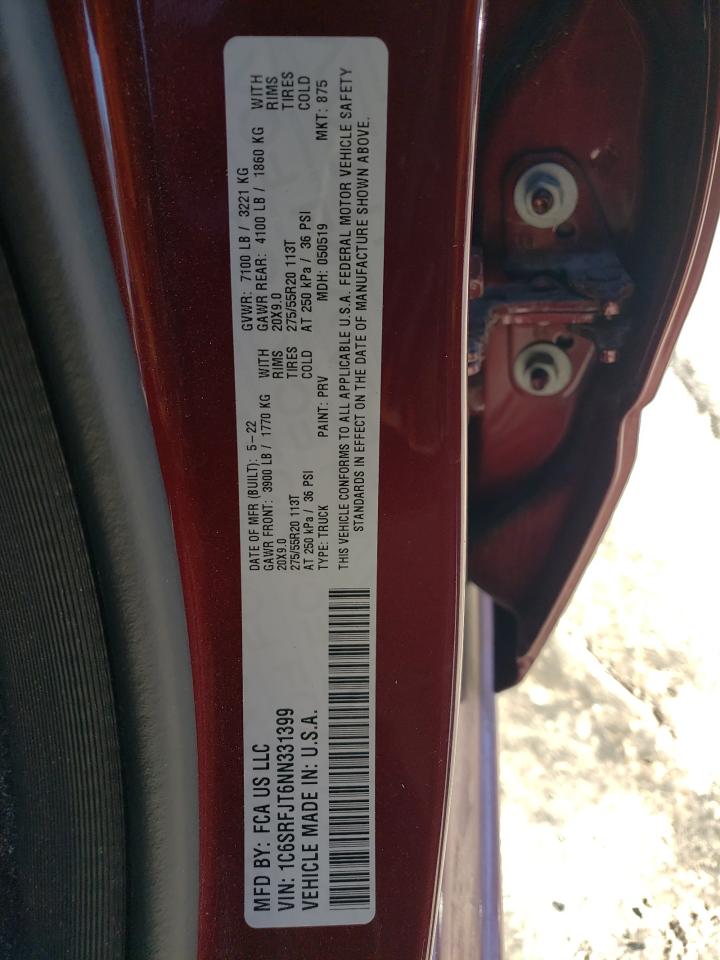 MFD BY: FCA US LLC
VIN: 1C6SRFJT6NN331399
VEHICLE MADE IN: U.S.A.
DATE OF MFR (BUILT): 5-22
GAWR FRONT: 3900 LB / 1770 KG WITH
20X9.0 RIMS
275/55R20 113T TIRES
AT 250 kPa / 36 PSI COLD
TYPE: TRUCK PAINT: PRV
GVWR: 7100 LB / 3221 KG
GAWR REAR: 4100 LB / 1860 KG WITH
20X9.0 RIMS
275/55R20 113T TIRES
AT 250 kPa / 36 PSI COLD
MDH: 050519 MKT: 875
THIS VEHICLE CONFORMS TO ALL APPLICABLE U.S.A. FEDERAL MOTOR VEHICLE SAFETY
STANDARDS IN EFFECT ON THE DATE OF MANUFACTURE SHOWN ABOVE.